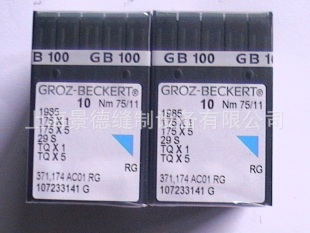 GB 100 GB 100
GROZ-BECKERT® GROZ-BECKERT®
10 Nm 75/11 10 Nm 75/11
1985 1985
175 X 1 175 X 1
175 X 5 175 X 5
29 S 29 S
TQ X 1 TQ X 1
TQ X 5 TQ X 5
RG RG
371,174 AC01 RG 371,174 AC01 RG
107233141 G 107233141 G